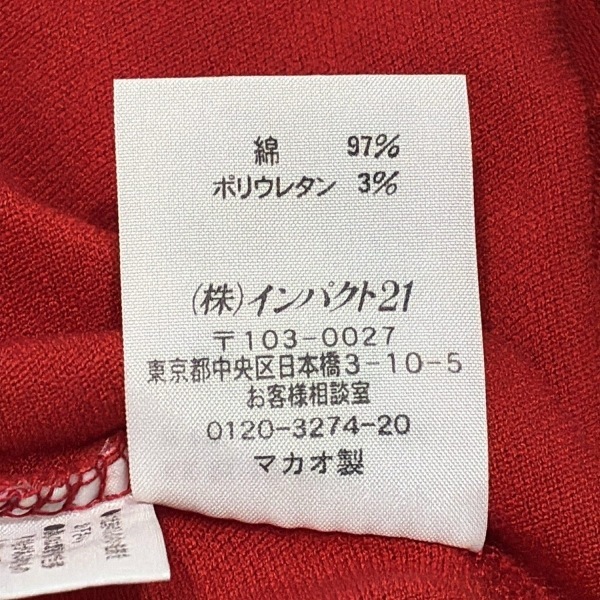 綿 97%
ポリウレタン 3%
(株)インパクト21
〒103-0027
東京都中央区日本橋3-10-5
お客様相談室
0120-3274-20
マカオ製